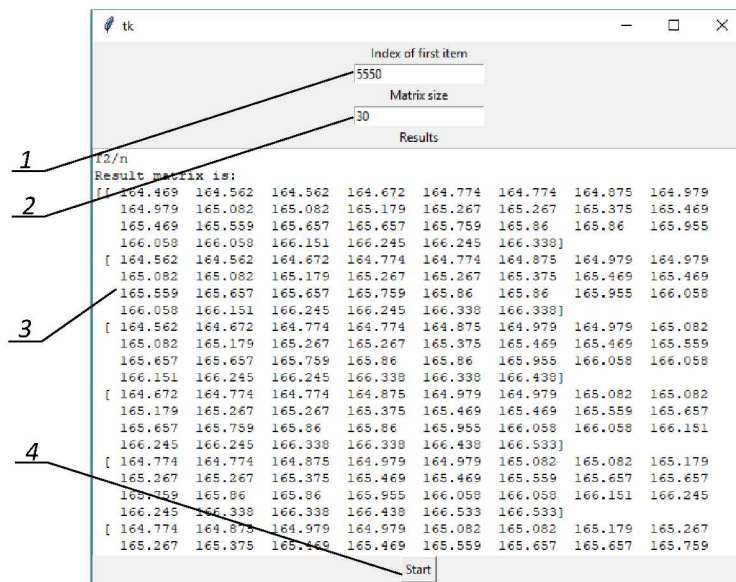 tk
Index of first item
5550
Matrix size
30
Results
f2/n
Result matrix is:
[[ 164.469 164.562 164.562 164.672 164.774 164.774 164.875 164.979
164.979 165.082 165.082 165.179 165.267 165.267 165.375 165.469
165.469 165.559 165.657 165.657 165.759 165.86 165.86 165.955
166.058 166.058 166.151 166.245 166.245 166.338]
[ 164.562 164.562 164.672 164.774 164.774 164.875 164.979 164.979
165.082 165.082 165.179 165.267 165.267 165.375 165.469 165.469
165.559 165.657 165.657 165.759 165.86 165.86 165.955 166.058
166.058 166.151 166.245 166.245 166.338 166.338]
[ 164.562 164.672 164.774 164.774 164.875 164.979 164.979 165.082
165.082 165.179 165.267 165.267 165.375 165.469 165.469 165.559
165.657 165.657 165.759 165.86 165.86 165.955 166.058 166.058
166.151 166.245 166.245 166.338 166.338 166.438]
[ 164.672 164.774 164.774 164.875 164.979 164.979 165.082 165.082
165.179 165.267 165.267 165.375 165.469 165.469 165.559 165.657
165.657 165.759 165.86 165.86 165.955 166.058 166.058 166.151
166.245 166.245 166.338 166.338 166.438 166.533]
[ 164.774 164.774 164.875 164.979 164.979 165.082 165.082 165.179
165.267 165.267 165.375 165.469 165.469 165.559 165.657 165.657
165.759 165.86 165.86 165.955 166.058 166.058 166.151 166.245
166.245 166.338 166.338 166.438 166.533 166.533]
[ 164.774 164.875 164.979 164.979 165.082 165.082 165.179 165.267
165.267 165.375 165.469 165.469 165.559 165.657 165.657 165.759
Start
1
2
3
4